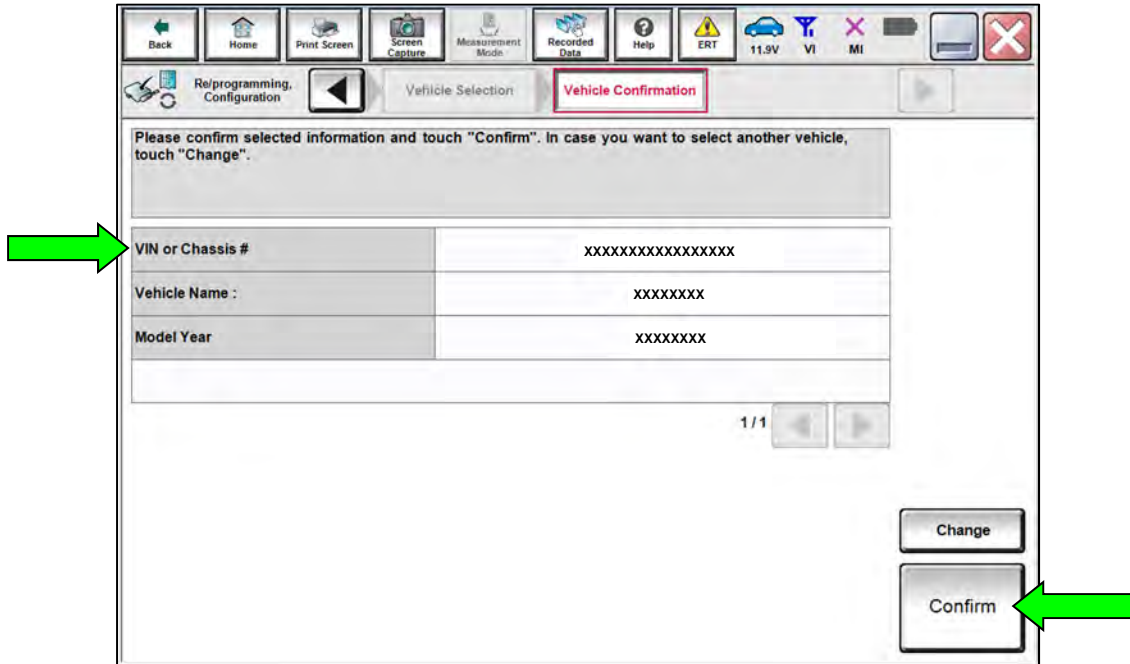 Back
Home
Print Screen
Screen
Capture
Measurement
Mode
Recorded
Data
Help
ERT
11.9V
VI
MI
Re/programming,
Configuration
Vehicle Selection
Vehicle Confirmation
Please confirm selected information and touch "Confirm". In case you want to select another vehicle,
touch "Change".
VIN or Chassis # XXXXXXXXXXXXXXXXX
Vehicle Name : XXXXXXXX
Model Year XXXXXXXX
1/1
Change
Confirm